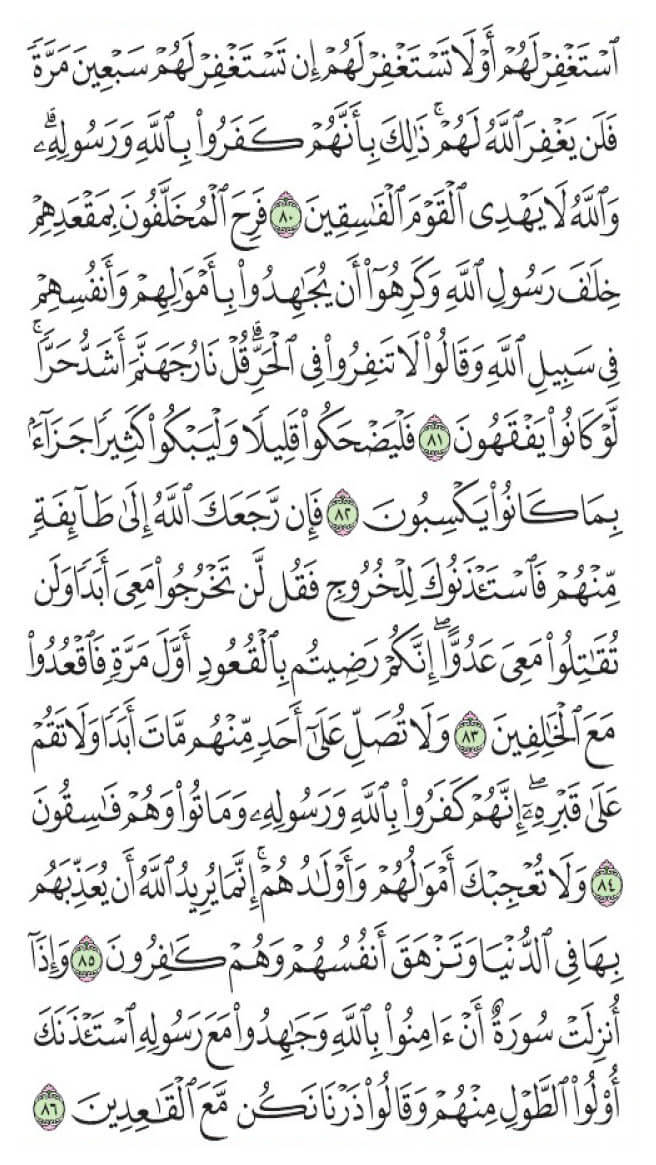 ٱسۡتَغۡفِرۡ لَهُمۡ أَوۡ لَا تَسۡتَغۡفِرۡ لَهُمۡ إِن تَسۡتَغۡفِرۡ لَهُمۡ سَبۡعِينَ مَرَّةٗ
فَلَن يَغۡفِرَ ٱللَّهُ لَهُمۡۚ ذَٰلِكَ بِأَنَّهُمۡ كَفَرُواْ بِٱللَّهِ وَرَسُولِهِۦۗ
وَٱللَّهُ لَا يَهۡدِي ٱلۡقَوۡمَ ٱلۡفَٰسِقِينَ ٨٠ فَرِحَ ٱلۡمُخَلَّفُونَ بِمَقۡعَدِهِمۡ
خِلَٰفَ رَسُولِ ٱللَّهِ وَكَرِهُوٓاْ أَن يُجَٰهِدُواْ بِأَمۡوَٰلِهِمۡ وَأَنفُسِهِمۡ
فِي سَبِيلِ ٱللَّهِ وَقَالُواْ لَا تَنفِرُواْ فِي ٱلۡحَرِّۗ قُلۡ نَارُ جَهَنَّمَ أَشَدُّ حَرّٗاۚ
لَّوۡ كَانُواْ يَفۡقَهُونَ ٨١ فَلۡيَضۡحَكُواْ قَلِيلٗا وَلۡيَبۡكُواْ كَثِيرٗا جَزَآءَۢ
بِمَا كَانُواْ يَكۡسِبُونَ ٨٢ فَإِن رَّجَعَكَ ٱللَّهُ إِلَىٰ طَآئِفَةٖ
مِّنۡهُمۡ فَٱسۡتَـٔۡذَنُوكَ لِلۡخُرُوجِ فَقُل لَّن تَخۡرُجُواْ مَعِيَ أَبَدٗا وَلَن
تُقَٰتِلُواْ مَعِيَ عَدُوًّاۖ إِنَّكُمۡ رَضِيتُم بِٱلۡقُعُودِ أَوَّلَ مَرَّةٖ فَٱقۡعُدُواْ
مَعَ ٱلۡخَٰلِفِينَ ٨٣ وَلَا تُصَلِّ عَلَىٰٓ أَحَدٖ مِّنۡهُم مَّاتَ أَبَدٗا وَلَا تَقُمۡ
عَلَىٰ قَبۡرِهِۦٓۖ إِنَّهُمۡ كَفَرُواْ بِٱللَّهِ وَرَسُولِهِۦ وَمَاتُواْ وَهُمۡ فَٰسِقُونَ
٨٤ وَلَا تُعۡجِبۡكَ أَمۡوَٰلُهُمۡ وَأَوۡلَٰدُهُمۡۚ إِنَّمَا يُرِيدُ ٱللَّهُ أَن يُعَذِّبَهُم
بِهَا فِي ٱلدُّنۡيَا وَتَزۡهَقَ أَنفُسُهُمۡ وَهُمۡ كَٰفِرُونَ ٨٥ وَإِذَآ
أُنزِلَتۡ سُورَةٌ أَنۡ ءَامِنُواْ بِٱللَّهِ وَجَٰهِدُواْ مَعَ رَسُولِهِ ٱسۡتَـٔۡذَنَكَ
أُوْلُواْ ٱلطَّوۡلِ مِنۡهُمۡ وَقَالُواْ ذَرۡنَا نَكُن مَّعَ ٱلۡقَٰعِدِينَ ٨٦